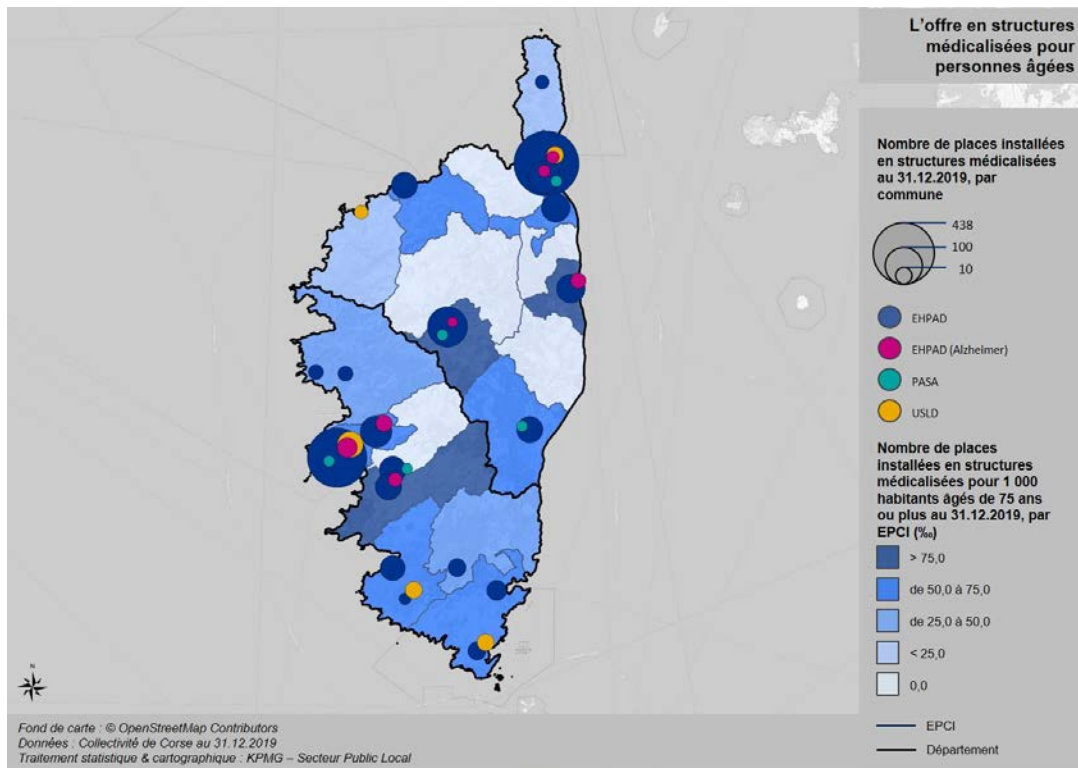 L'offre en structures
médicalisées pour
personnes âgées
Nombre de places installées
en structures médicalisées
au 31.12.2019, par
commune
438
100
10
EHPAD
EHPAD (Alzheimer)
PASA
USLD
Nombre de places
installées en structures
médicalisées pour 1 000
habitants âgés de 75 ans
ou plus au 31.12.2019, par
EPCI (‰)
> 75,0
de 50,0 à 75,0
de 25,0 à 50,0
< 25,0
0,0
EPCI
Département
N
Fond de carte : © OpenStreetMap Contributors
Données : Collectivité de Corse au 31.12.2019
Traitement statistique & cartographique : KPMG – Secteur Public Local